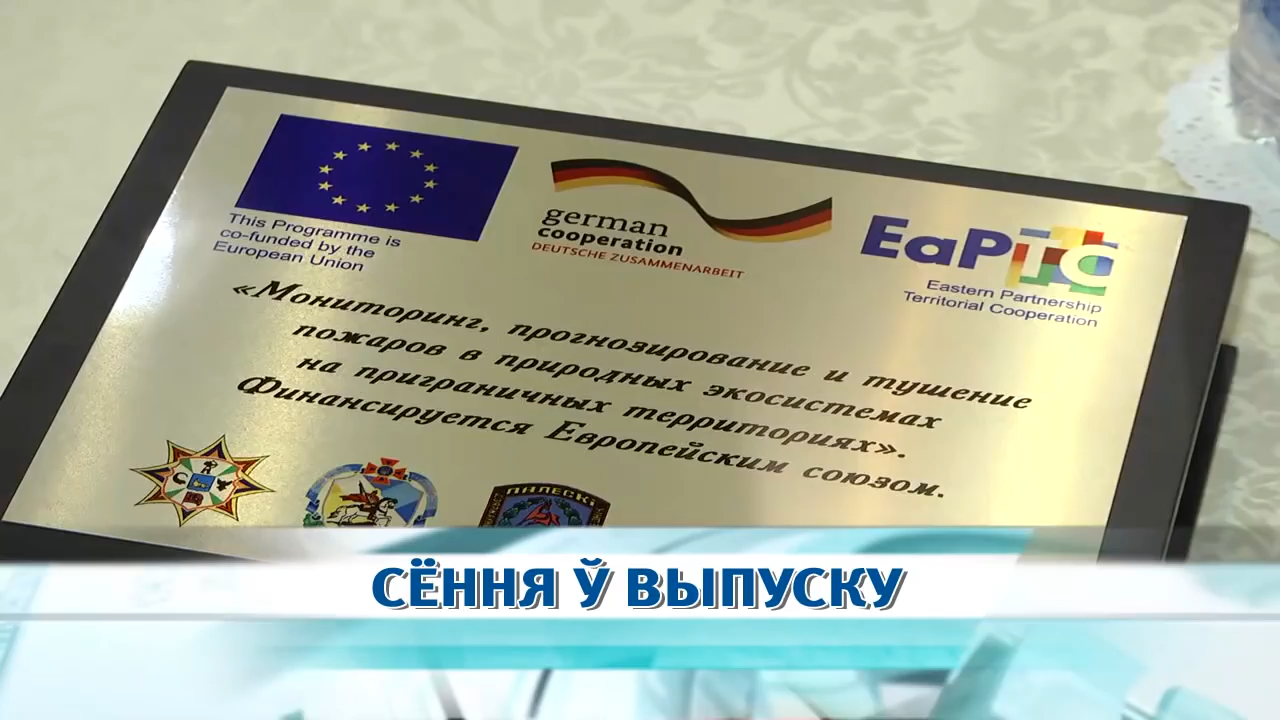 This Programme is
co-funded by the
European Union
german
cooperation
DEUTSCHE ZUSAMMENARBEIT
EaPTC
Eastern Partnership
Territorial Cooperation
«Мониторинг, прогнозирование и тушение
пожаров в природных экосистемах
на приграничных территориях».
Финансируется Европейским союзом.
СЁННЯ Ў ВЫПУСКУ